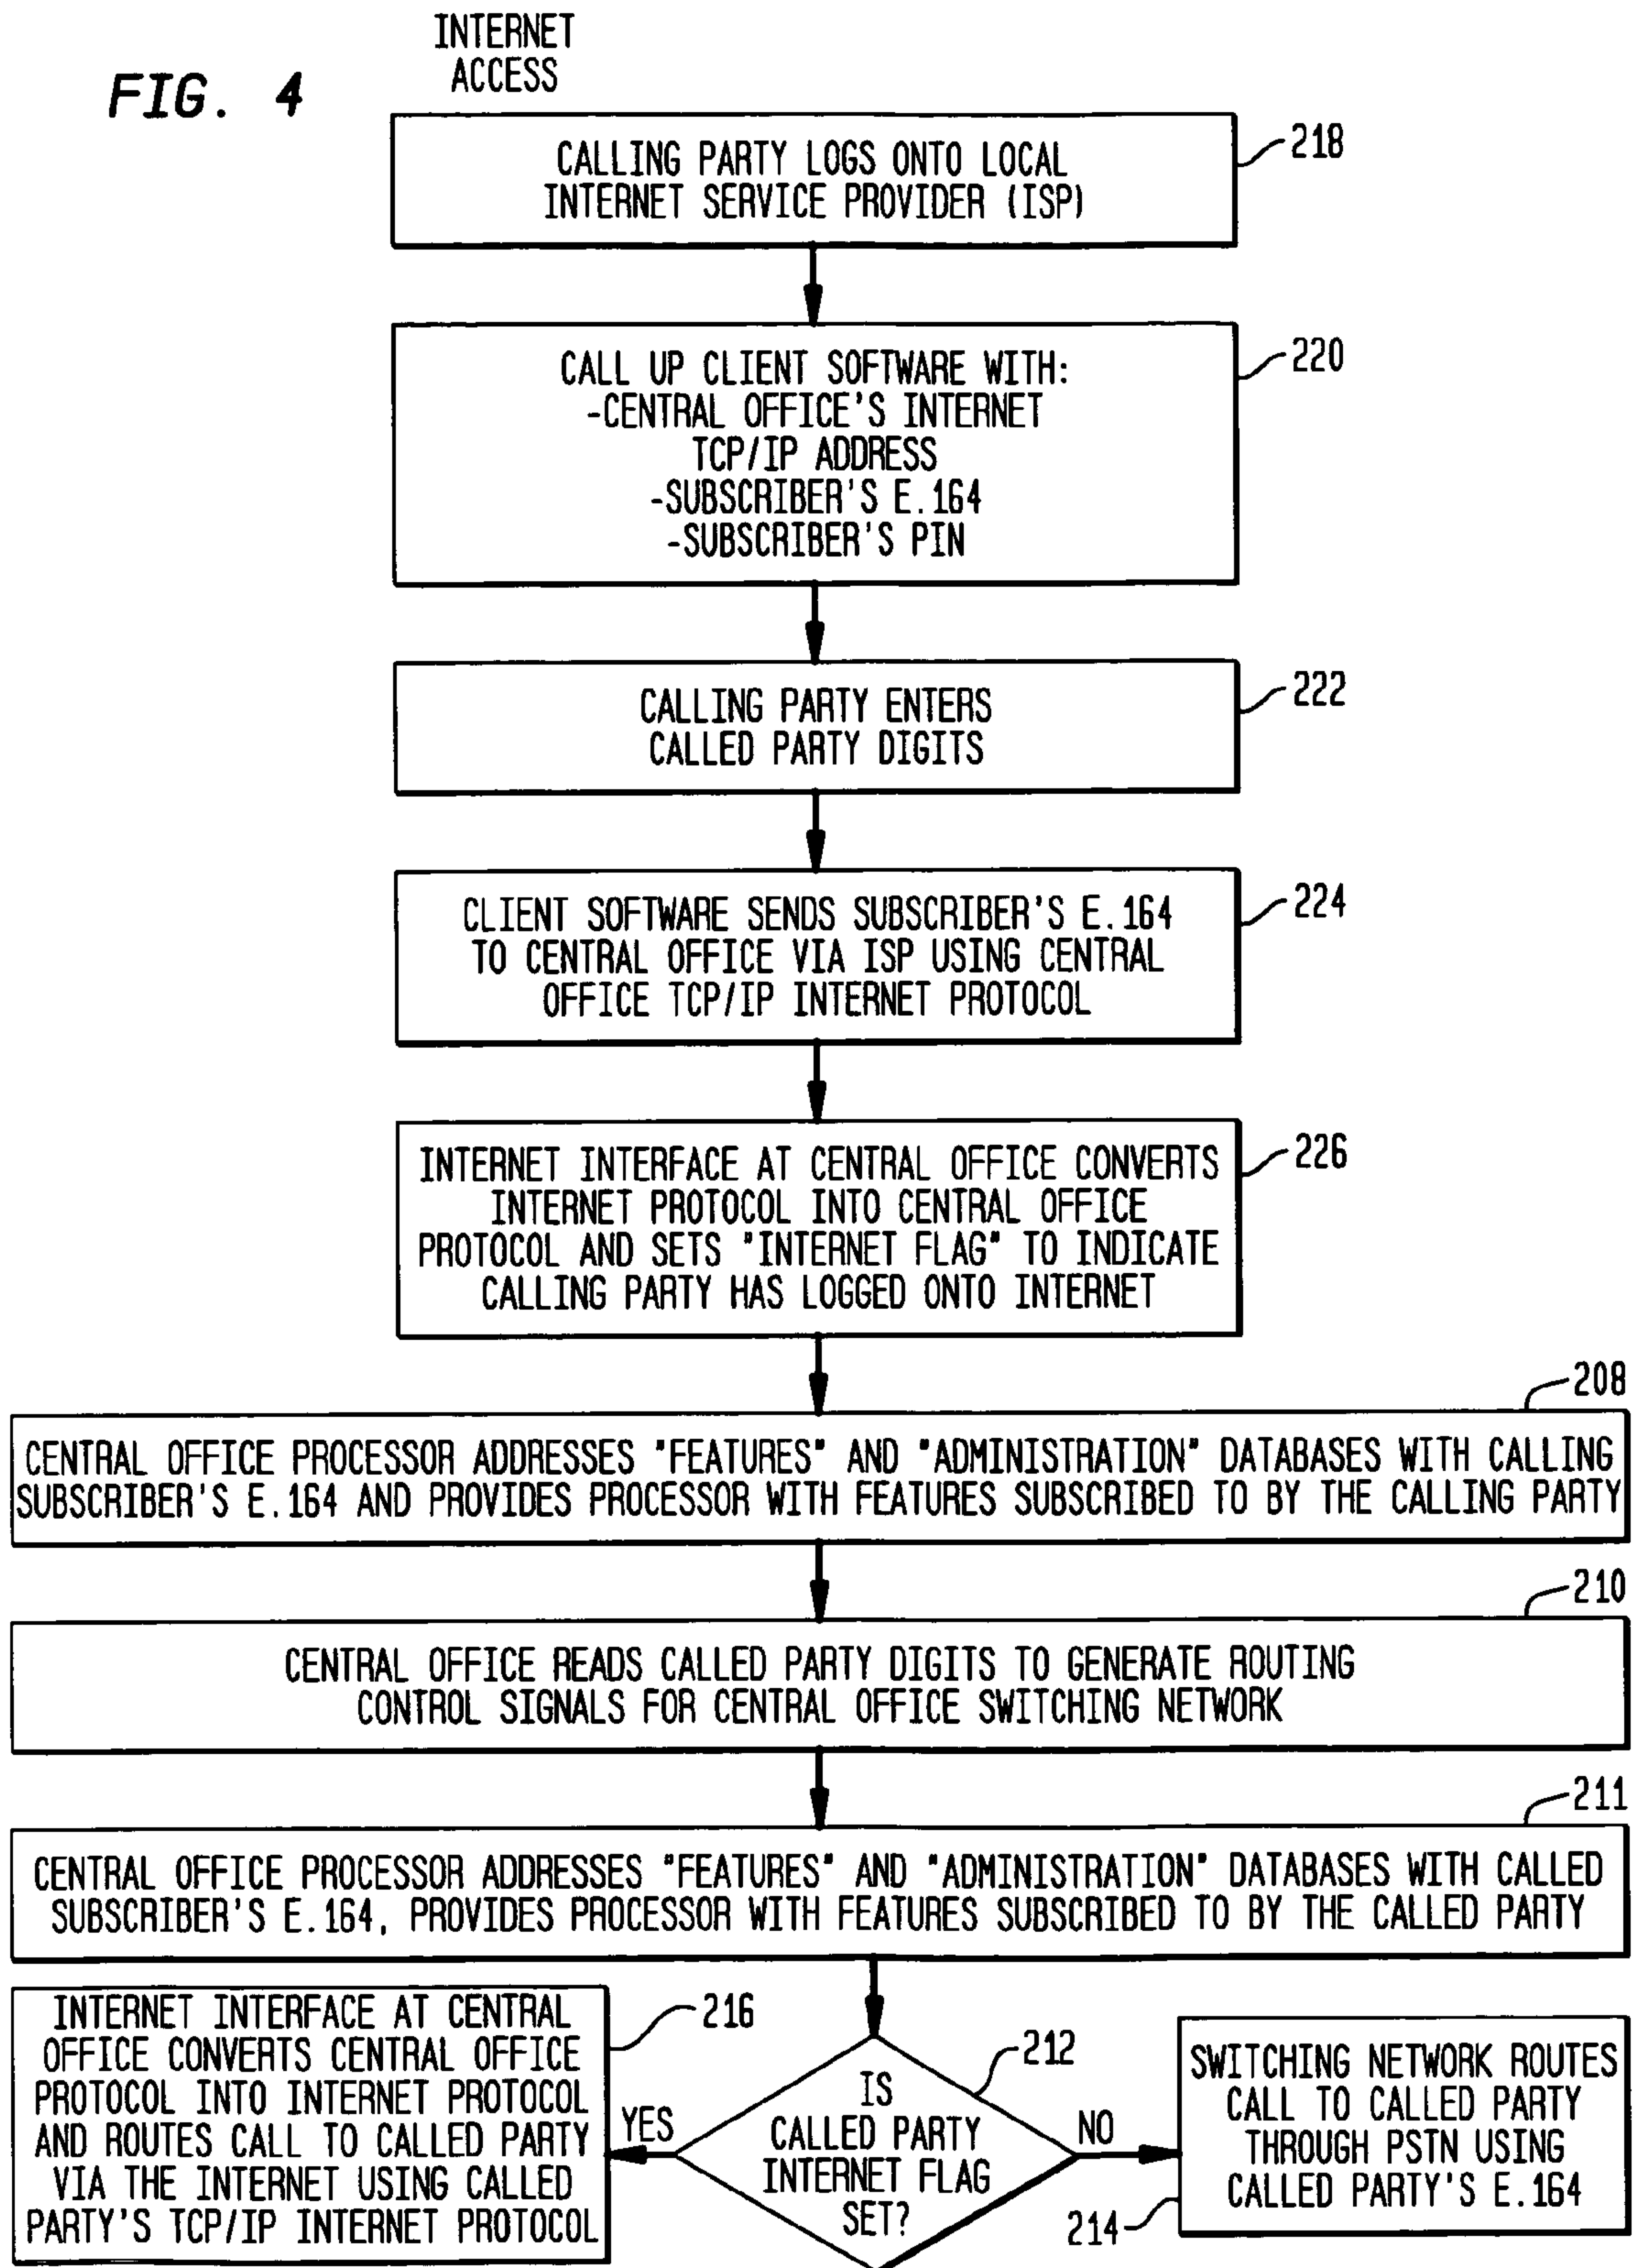 INTERNET
ACCESS
FIG. 4
CALLING PARTY LOGS ONTO LOCAL
INTERNET SERVICE PROVIDER (ISP)
218
CALL UP CLIENT SOFTWARE WITH:
-CENTRAL OFFICE'S INTERNET
TCP/IP ADDRESS
-SUBSCRIBER'S E.164
-SUBSCRIBER'S PIN
220
CALLING PARTY ENTERS
CALLED PARTY DIGITS
222
CLIENT SOFTWARE SENDS SUBSCRIBER'S E.164
TO CENTRAL OFFICE VIA ISP USING CENTRAL
OFFICE TCP/IP INTERNET PROTOCOL
224
INTERNET INTERFACE AT CENTRAL OFFICE CONVERTS
INTERNET PROTOCOL INTO CENTRAL OFFICE
PROTOCOL AND SETS "INTERNET FLAG" TO INDICATE
CALLING PARTY HAS LOGGED ONTO INTERNET
226
208
CENTRAL OFFICE PROCESSOR ADDRESSES "FEATURES" AND "ADMINISTRATION" DATABASES WITH CALLING
SUBSCRIBER'S E.164 AND PROVIDES PROCESSOR WITH FEATURES SUBSCRIBED TO BY THE CALLING PARTY
210
CENTRAL OFFICE READS CALLED PARTY DIGITS TO GENERATE ROUTING
CONTROL SIGNALS FOR CENTRAL OFFICE SWITCHING NETWORK
211
CENTRAL OFFICE PROCESSOR ADDRESSES "FEATURES" AND "ADMINISTRATION" DATABASES WITH CALLED
SUBSCRIBER'S E.164, PROVIDES PROCESSOR WITH FEATURES SUBSCRIBED TO BY THE CALLED PARTY
INTERNET INTERFACE AT CENTRAL
OFFICE CONVERTS CENTRAL OFFICE
PROTOCOL INTO INTERNET PROTOCOL
AND ROUTES CALL TO CALLED PARTY
VIA THE INTERNET USING CALLED
PARTY'S TCP/IP INTERNET PROTOCOL
216
YES
212
IS
CALLED PARTY
INTERNET FLAG
SET?
NO
SWITCHING NETWORK ROUTES
CALL TO CALLED PARTY
THROUGH PSTN USING
CALLED PARTY'S E.164
214